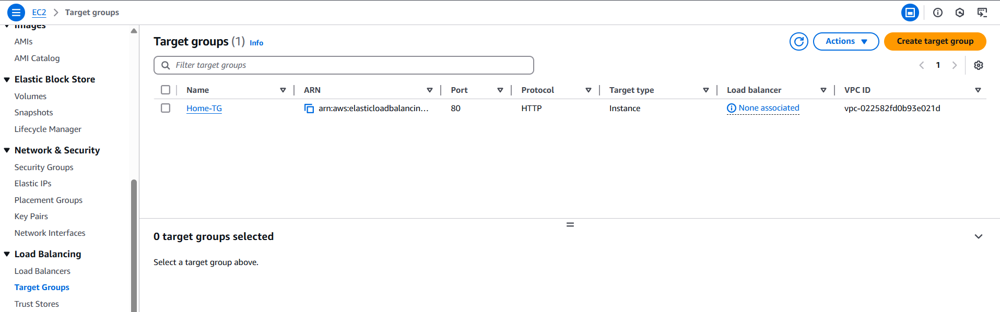 EC2 > Target groups
Images
AMIs
AMI Catalog
Elastic Block Store
Volumes
Snapshots
Lifecycle Manager
Network & Security
Security Groups
Elastic IPs
Placement Groups
Key Pairs
Network Interfaces
Load Balancing
Load Balancers
Target Groups
Trust Stores
Target groups (1) Info
Actions
Create target group
Filter target groups
1
Name ARN Port Protocol Target type Load balancer VPC ID
Home-TG arn:aws:elasticloadbalancin... 80 HTTP Instance None associated vpc-022582fd0b93e021d
0 target groups selected
Select a target group above.